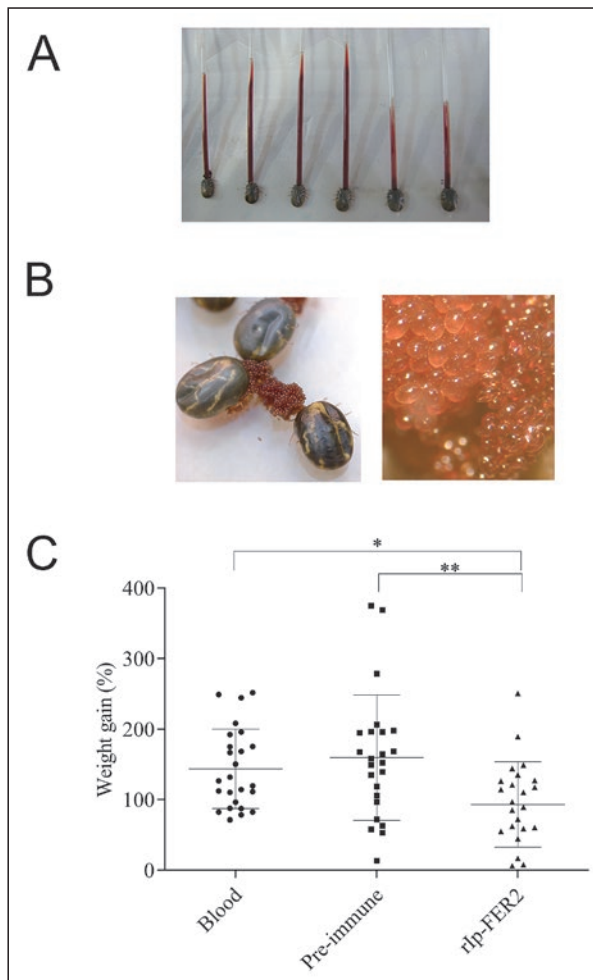 A
B
C
*
**
400
300
200
100
0
Weight gain (%)
Blood
Pre-immune
rIp-FER2